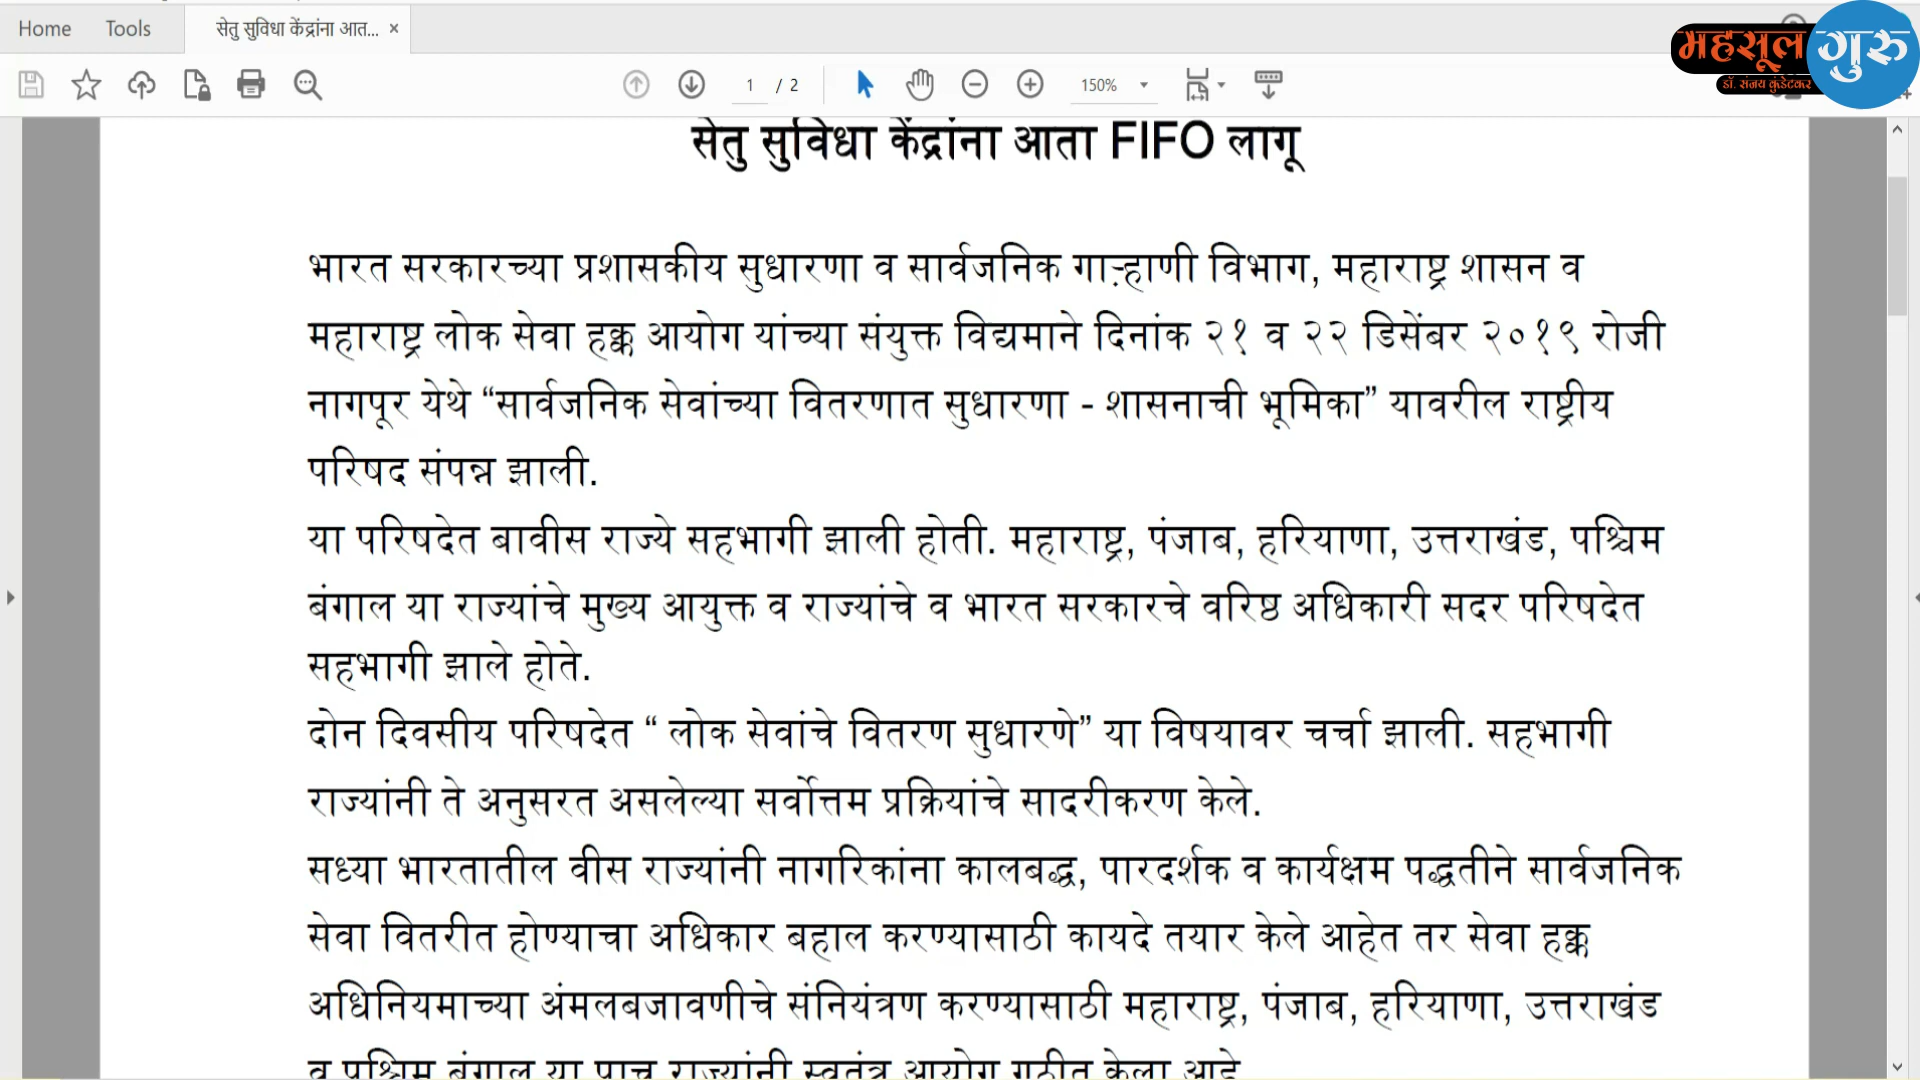 Home Tools सेतु सुविधा केंद्रांना आत... ×
महसूल गुरु
डॉ. संजय कुंडेटकर
1 / 2 150%
सेतु सुविधा केंद्रांना आता FIFO लागू
भारत सरकारच्या प्रशासकीय सुधारणा व सार्वजनिक गाऱ्हाणी विभाग, महाराष्ट्र शासन व
महाराष्ट्र लोक सेवा हक्क आयोग यांच्या संयुक्त विद्यमाने दिनांक २१ व २२ डिसेंबर २०१९ रोजी
नागपूर येथे “सार्वजनिक सेवांच्या वितरणात सुधारणा - शासनाची भूमिका” यावरील राष्ट्रीय
परिषद संपन्न झाली.
या परिषदेत बावीस राज्ये सहभागी झाली होती. महाराष्ट्र, पंजाब, हरियाणा, उत्तराखंड, पश्चिम
बंगाल या राज्यांचे मुख्य आयुक्त व राज्यांचे व भारत सरकारचे वरिष्ठ अधिकारी सदर परिषदेत
सहभागी झाले होते.
दोन दिवसीय परिषदेत “ लोक सेवांचे वितरण सुधारणे” या विषयावर चर्चा झाली. सहभागी
राज्यांनी ते अनुसरत असलेल्या सर्वोत्तम प्रक्रियांचे सादरीकरण केले.
सध्या भारतातील वीस राज्यांनी नागरिकांना कालबद्ध, पारदर्शक व कार्यक्षम पद्धतीने सार्वजनिक
सेवा वितरीत होण्याचा अधिकार बहाल करण्यासाठी कायदे तयार केले आहेत तर सेवा हक्क
अधिनियमाच्या अंमलबजावणीचे संनियंत्रण करण्यासाठी महाराष्ट्र, पंजाब, हरियाणा, उत्तराखंड
व पश्चिम बंगाल या पाच राज्यांनी स्वतंत्र आयोग गठीत केला आहे